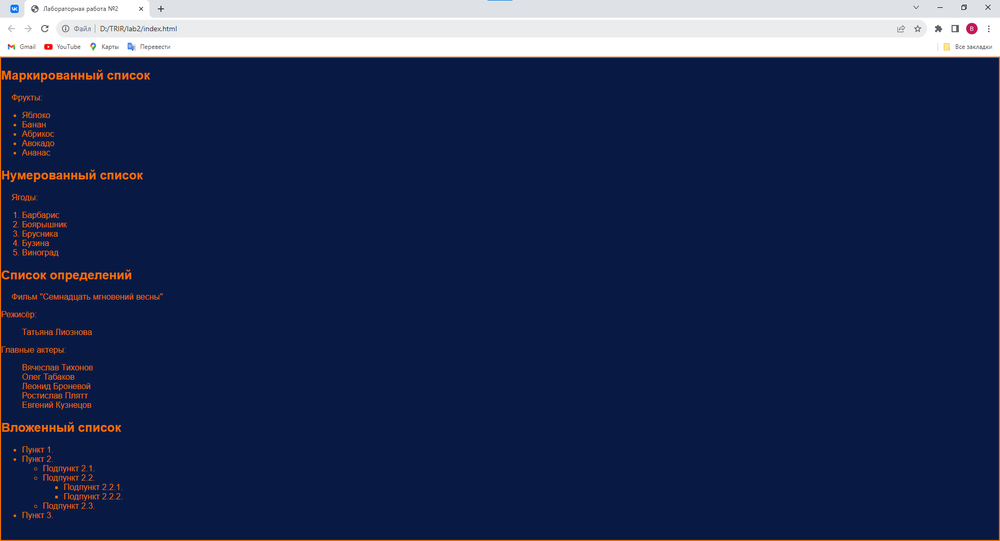 Лабораторная работа №2
Файл D:/TRIR/lab2/index.html
В
Gmail YouTube Карты Перевести Все закладки
Маркированный список
Фрукты:
• Яблоко
• Банан
• Абрикос
• Авокадо
• Ананас
Нумерованный список
Ягоды:
1. Барбарис
2. Боярышник
3. Брусника
4. Бузина
5. Виноград
Список определений
Фильм "Семнадцать мгновений весны"
Режисёр:
Татьяна Лиознова
Главные актеры:
Вячеслав Тихонов
Олег Табаков
Леонид Броневой
Ростислав Плятт
Евгений Кузнецов
Вложенный список
• Пункт 1.
• Пункт 2.
◦ Подпункт 2.1.
◦ Подпункт 2.2.
▪ Подпункт 2.2.1.
▪ Подпункт 2.2.2.
◦ Подпункт 2.3.
• Пункт 3.